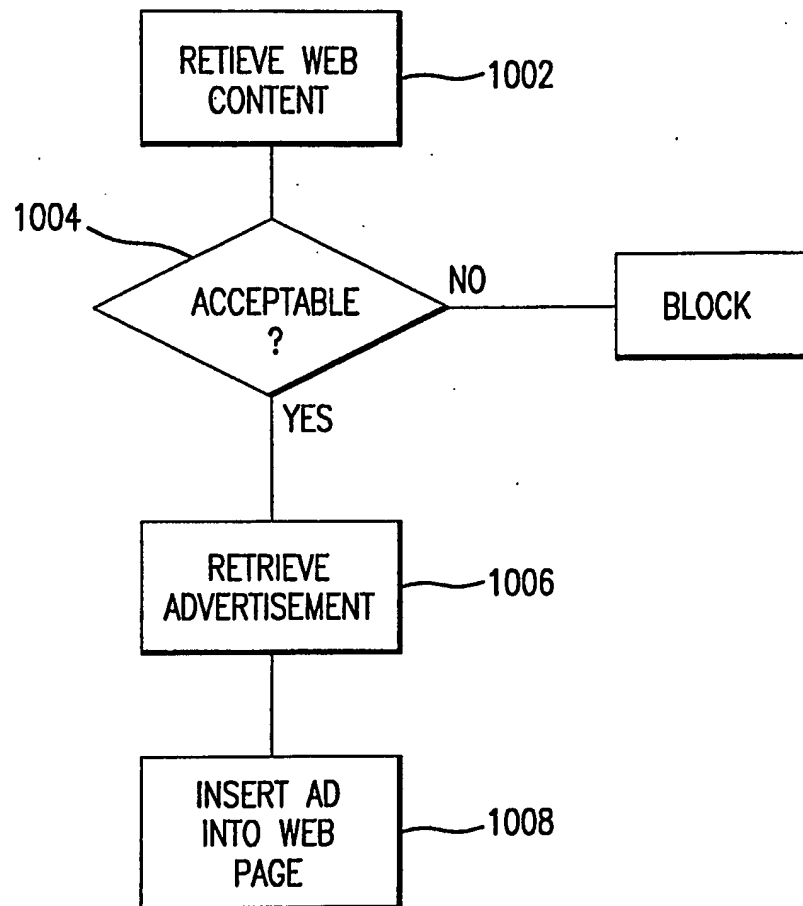 RETIEVE WEB
CONTENT
1002
1004
ACCEPTABLE
?
NO
BLOCK
YES
RETRIEVE
ADVERTISEMENT
1006
INSERT AD
INTO WEB
PAGE
1008